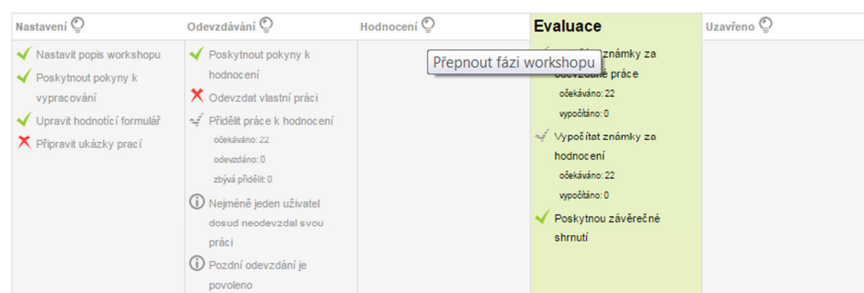 Nastavení
Nastavit popis workshopu
Poskytnout pokyny k
vypracování
Upravit hodnotící formulář
Připravit ukázky prací
Odevzdávání
Poskytnout pokyny k
hodnocení
Odevzdat vlastní práci
Přidělit práce k hodnocení
očekáváno: 22
odevzdáno: 0
zbývá přidělit: 0
Nejméně jeden uživatel
dosud neodevzdal svou
práci
Pozdní odevzdání je
povoleno
Hodnocení
Přepnout fázi workshopu
Evaluace
známky za
práce
očekáváno: 22
vypočítáno: 0
Vypočítat známky za
hodnocení
očekáváno: 22
vypočítáno: 0
Poskytnou závěrečné
shrnutí
Uzavřeno